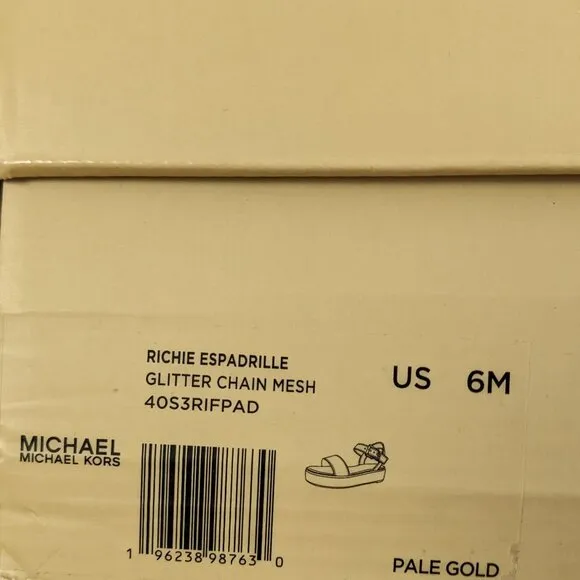 RICHIE ESPADRILLE
GLITTER CHAIN MESH
40S3RIFPAD
US 6M
MICHAEL
MICHAEL KORS
1 96238 98763 0
PALE GOLD